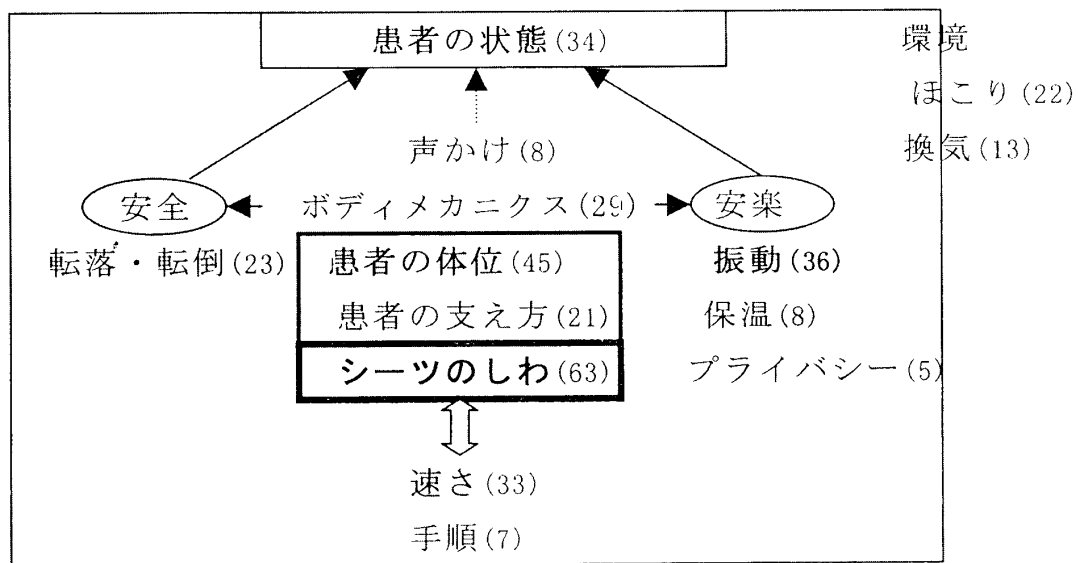 患者の状態(34)
環境
ほこり(22)
声かけ(8)
換気(13)
安全
ボディメカニクス(29)
安楽
転落・転倒(23)
患者の体位(45)
振動(36)
患者の支え方(21)
保温(8)
シーツのしわ(63)
プライバシー(5)
速さ(33)
手順(7)